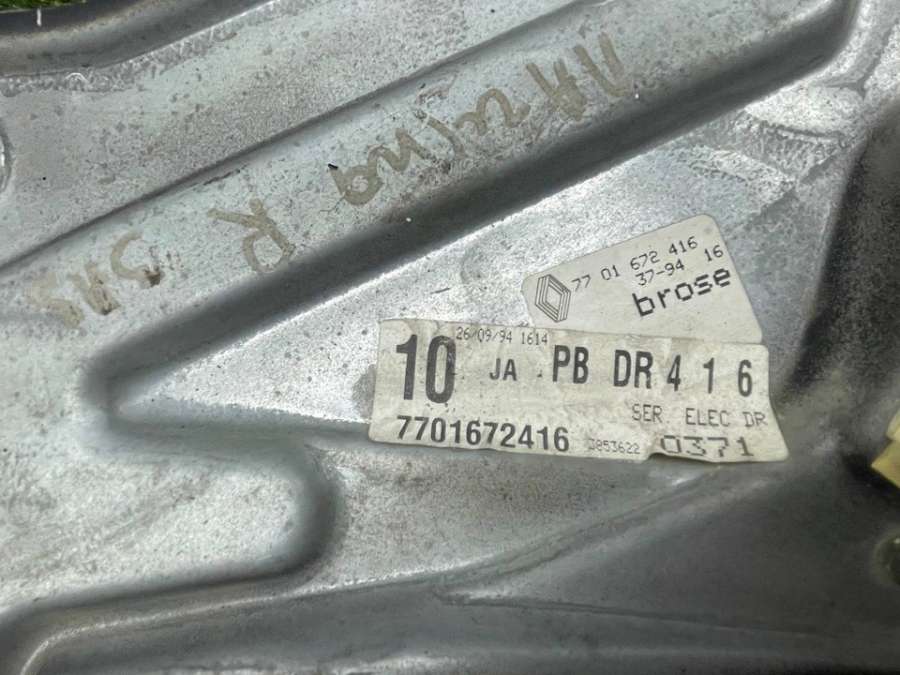 77 01 672 416
37-94 16
brose
26/09/94 1614
10 JA PB DR 4 1 6
SER ELEC DR
7701672416 J853622 0371